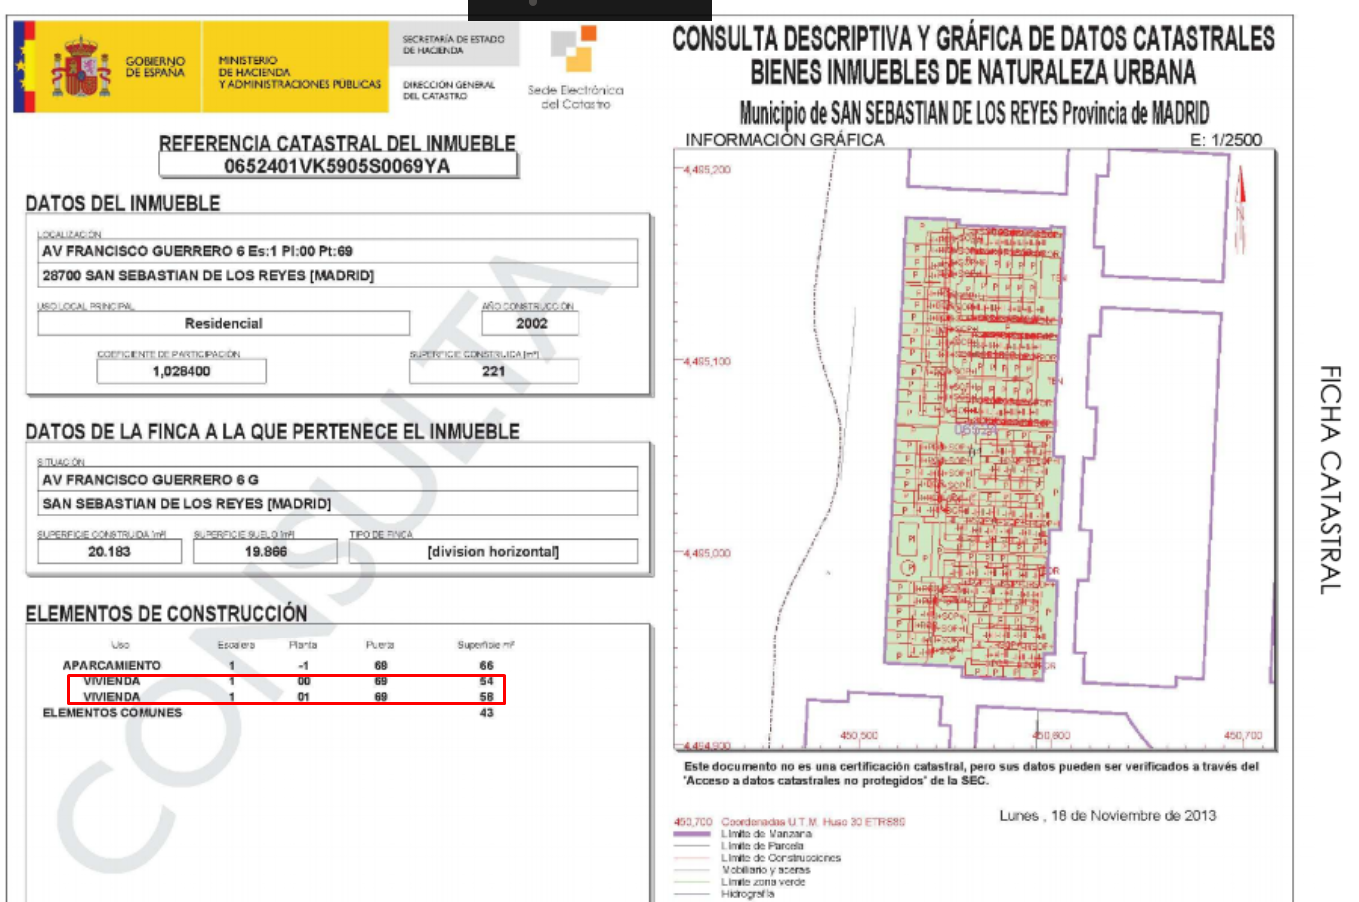 GOBIERNO
DE ESPAÑA
MINISTERIO
DE HACIENDA
Y ADMINISTRACIONES PÚBLICAS
SECRETARÍA DE ESTADO
DE HACIENDA
DIRECCIÓN GENERAL
DEL CATASTRO
Sede Electrónica
del Catastro
REFERENCIA CATASTRAL DEL INMUEBLE
0652401VK5905S0069YA
DATOS DEL INMUEBLE
LOCALIZACIÓN
AV FRANCISCO GUERRERO 6 Es:1 Pl:00 Pt:69
28700 SAN SEBASTIAN DE LOS REYES [MADRID]
USO LOCAL PRINCIPAL
Residencial
AÑO CONSTRUCCIÓN
2002
COEFICIENTE DE PARTICIPACIÓN
1,028400
SUPERFICIE CONSTRUIDA [m²]
221
DATOS DE LA FINCA A LA QUE PERTENECE EL INMUEBLE
SITUACIÓN
AV FRANCISCO GUERRERO 6 G
SAN SEBASTIAN DE LOS REYES [MADRID]
SUPERFICIE CONSTRUIDA [m²]
20.183
SUPERFICIE SUELO [m²]
19.866
TIPO DE FINCA
[division horizontal]
ELEMENTOS DE CONSTRUCCIÓN
Uso Escalera Planta Puerta Superficie m²
APARCAMIENTO 1 -1 69 66
VIVIENDA 1 00 69 54
VIVIENDA 1 01 69 58
ELEMENTOS COMUNES 43
CONSULTA
CONSULTA DESCRIPTIVA Y GRÁFICA DE DATOS CATASTRALES
BIENES INMUEBLES DE NATURALEZA URBANA
Municipio de SAN SEBASTIAN DE LOS REYES Provincia de MADRID
INFORMACIÓN GRÁFICA E: 1/2500
4,495,200
4,495,100
4,495,000
4,494,900
450,500
450,600
450,700
Este documento no es una certificación catastral, pero sus datos pueden ser verificados a través del
'Acceso a datos catastrales no protegidos' de la SEC.
450,700 Coordenadas U.T.M. Huso 30 ETRS89
Límite de Manzana
Límite de Parcela
Límite de Construcciones
Mobiliario y aceras
Límite zona verde
Hidrografía
Lunes , 18 de Noviembre de 2013
FICHA CATASTRAL